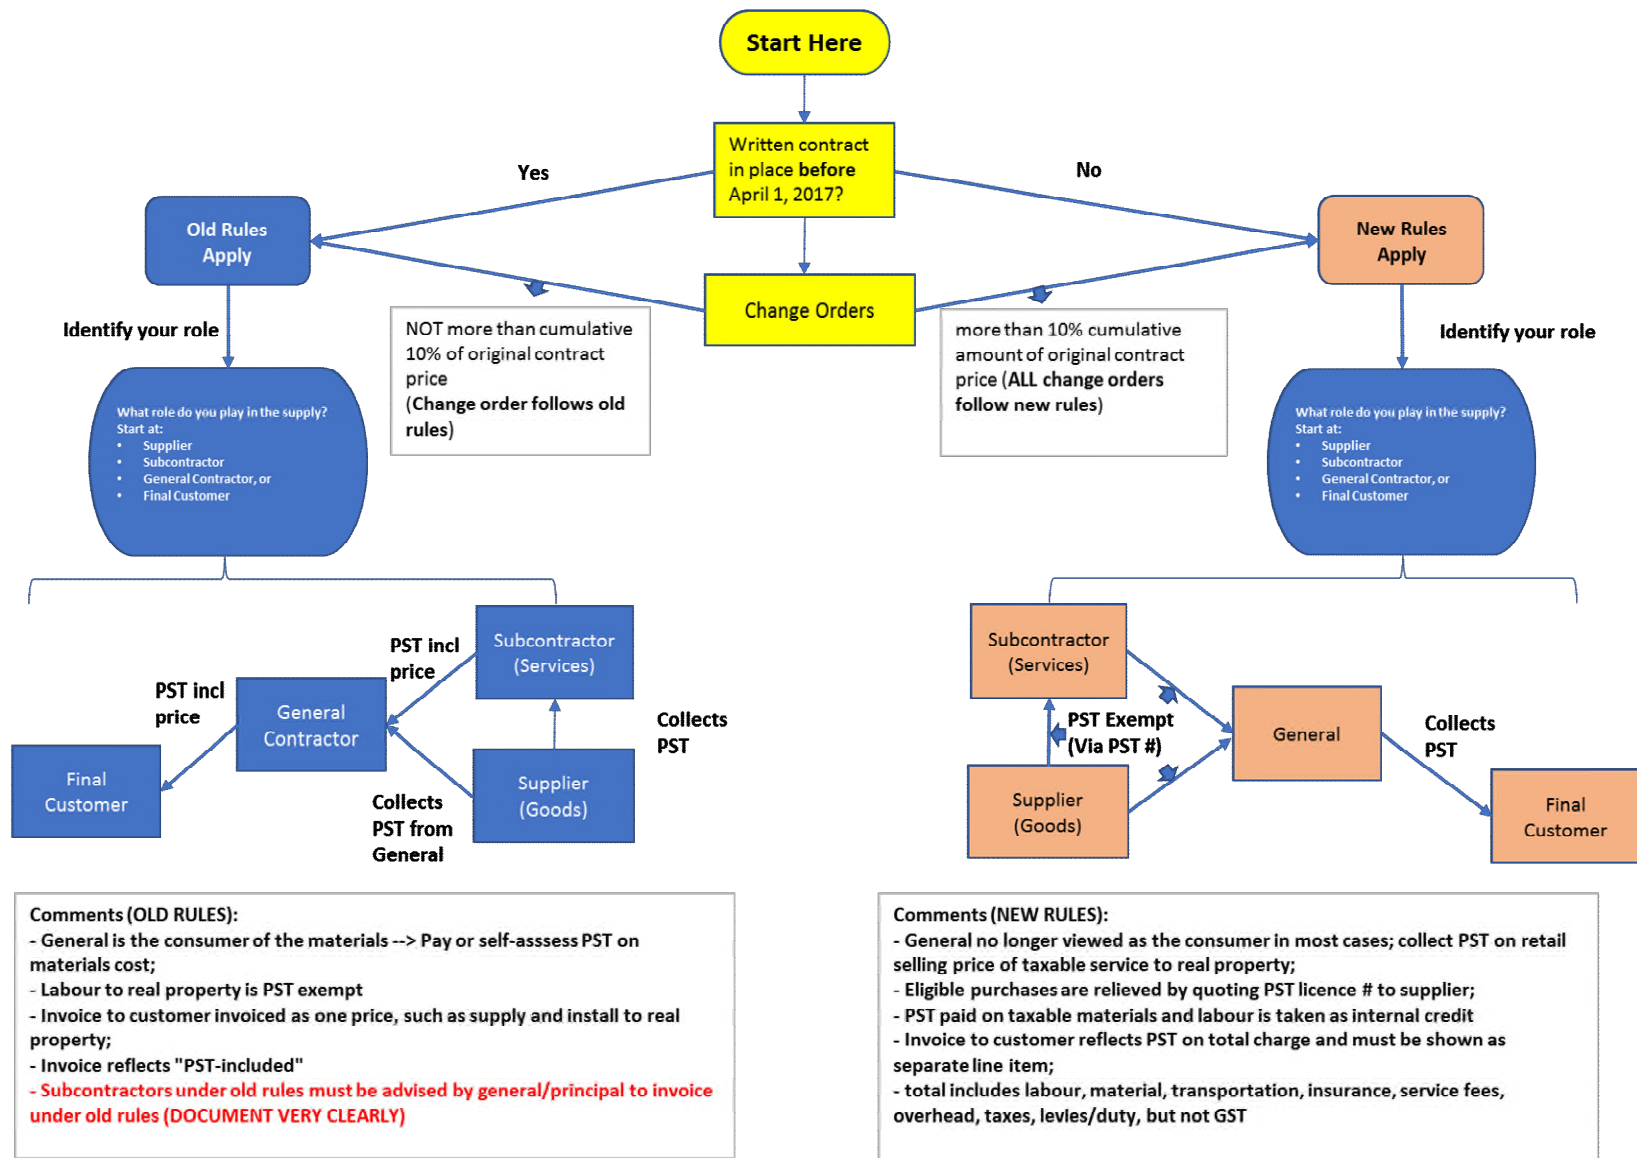 Start Here
Written contract
in place before
April 1, 2017?
Yes
No
Old Rules
Apply
New Rules
Apply
Change Orders
Identify your role
NOT more than cumulative
10% of original contract
price
(Change order follows old
rules)
more than 10% cumulative
amount of original contract
price (ALL change orders
follow new rules)
Identify your role
What role do you play in the supply?
Start at:
• Supplier
• Subcontractor
• General Contractor, or
• Final Customer
What role do you play in the supply?
Start at:
• Supplier
• Subcontractor
• General Contractor, or
• Final Customer
Subcontractor
(Services)
PST incl
price
PST incl
price
General
Contractor
Collects
PST
Final
Customer
Supplier
(Goods)
Collects
PST from
General
Subcontractor
(Services)
PST Exempt
(Via PST #)
General
Collects
PST
Supplier
(Goods)
Final
Customer
Comments (OLD RULES):
- General is the consumer of the materials --> Pay or self-asssess PST on
materials cost;
- Labour to real property is PST exempt
- Invoice to customer invoiced as one price, such as supply and install to real
property;
- Invoice reflects "PST-included"
- Subcontractors under old rules must be advised by general/principal to invoice
under old rules (DOCUMENT VERY CLEARLY)
Comments (NEW RULES):
- General no longer viewed as the consumer in most cases; collect PST on retail
selling price of taxable service to real property;
- Eligible purchases are relieved by quoting PST licence # to supplier;
- PST paid on taxable materials and labour is taken as internal credit
- Invoice to customer reflects PST on total charge and must be shown as
separate line item;
- total includes labour, material, transportation, insurance, service fees,
overhead, taxes, levles/duty, but not GST